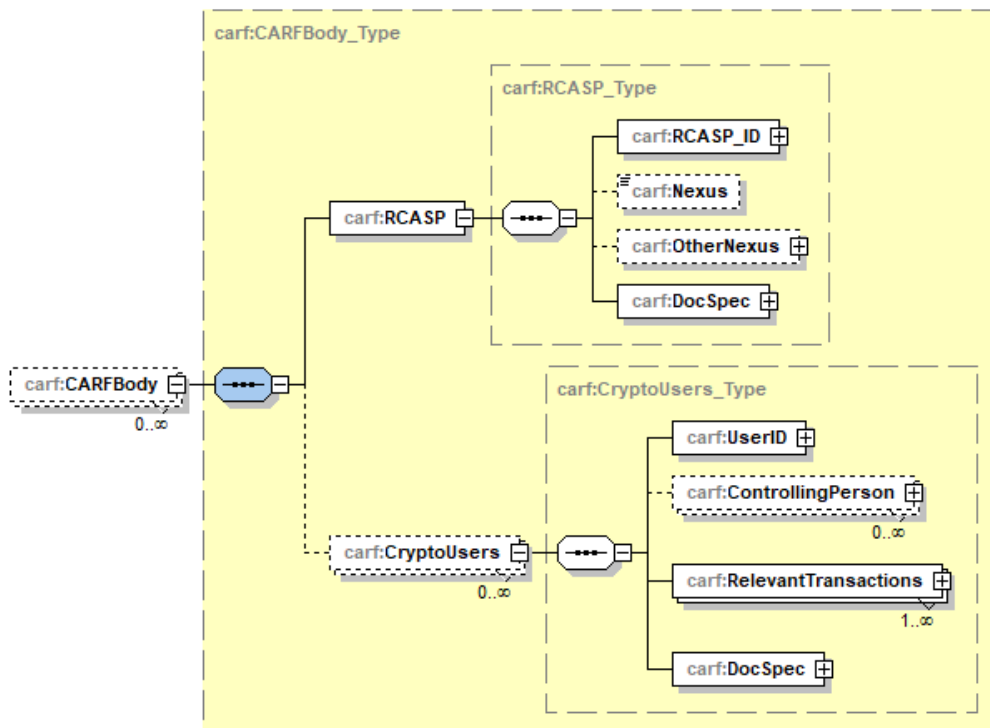 carf:CARFBody_Type
carf:RCASP_Type
carf:RCASP_ID
carf:Nexus
carf:RCASP
carf:OtherNexus
carf:DocSpec
carf:CARFBody
0..∞
carf:CryptoUsers_Type
carf:UserID
carf:ControllingPerson
0..∞
carf:CryptoUsers
0..∞
carf:RelevantTransactions
1..∞
carf:DocSpec